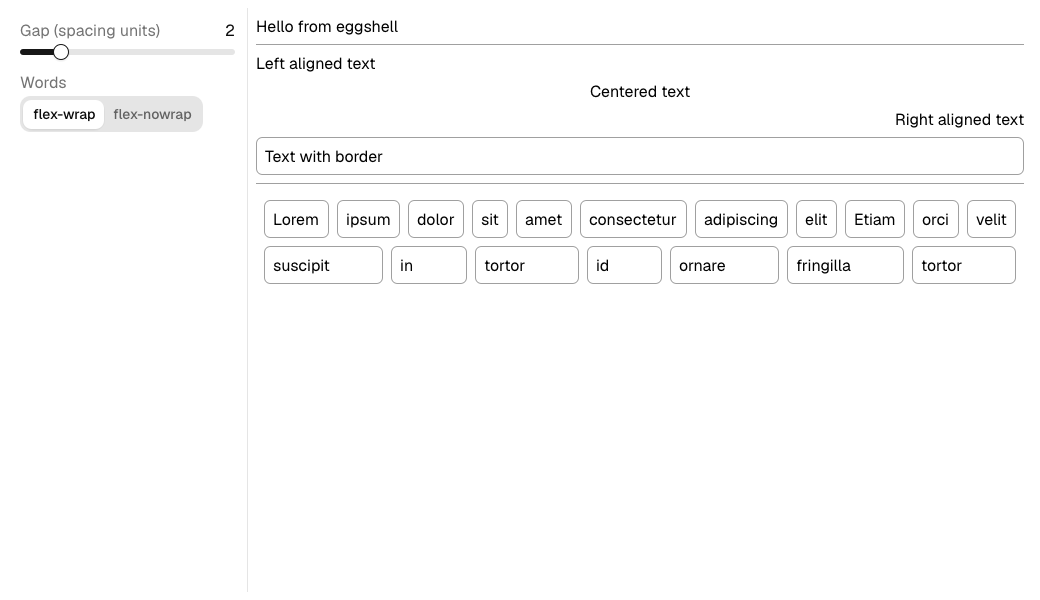 Gap (spacing units) 2
Words
flex-wrap flex-nowrap
Hello from eggshell
Left aligned text
Centered text
Right aligned text
Text with border
Lorem ipsum dolor sit amet consectetur adipiscing elit Etiam orci velit
suscipit in tortor id ornare fringilla tortor